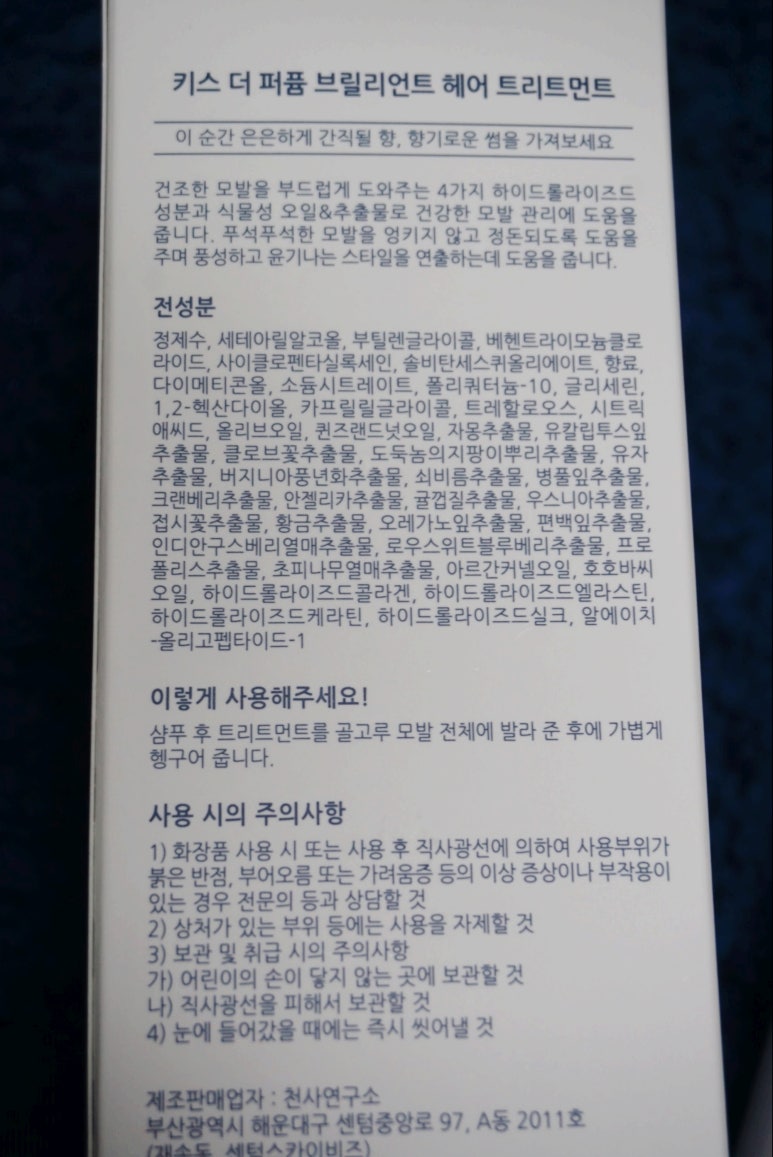 키스 더 퍼퓸 브릴리언트 헤어 트리트먼트
이 순간 은은하게 간직될 향, 향기로운 썸을 가져보세요
건조한 모발을 부드럽게 도와주는 4가지 하이드롤라이즈드
성분과 식물성 오일&추출물로 건강한 모발 관리에 도움을
줍니다. 푸석푸석한 모발을 엉키지 않고 정돈되도록 도움을
주며 풍성하고 윤기나는 스타일을 연출하는데 도움을 줍니다.
전성분
정제수, 세테아릴알코올, 부틸렌글라이콜, 베헨트라이모늄클로
라이드, 사이클로펜타실록세인, 솔비탄세스퀴올리에이트, 향료,
다이메티콘올, 소듐시트레이트, 폴리쿼터늄-10, 글리세린,
1,2-헥산다이올, 카프릴릴글라이콜, 트레할로오스, 시트릭
애씨드, 올리브오일, 퀸즈랜드넛오일, 자몽추출물, 유칼립투스잎
추출물, 클로브꽃추출물, 도둑놈의지팡이뿌리추출물, 유자
추출물, 버지니아풍년화추출물, 쇠비름추출물, 병풀잎추출물,
크랜베리추출물, 안젤리카추출물, 귤껍질추출물, 우스니아추출물,
접시꽃추출물, 황금추출물, 오레가노잎추출물, 편백잎추출물,
인디안구스베리열매추출물, 로우스위트블루베리추출물, 프로
폴리스추출물, 초피나무열매추출물, 아르간커넬오일, 호호바씨
오일, 하이드롤라이즈드콜라겐, 하이드롤라이즈드엘라스틴,
하이드롤라이즈드케라틴, 하이드롤라이즈드실크, 알에이치
-올리고펩타이드-1
이렇게 사용해주세요!
샴푸 후 트리트먼트를 골고루 모발 전체에 발라 준 후에 가볍게
헹구어 줍니다.
사용 시의 주의사항
1) 화장품 사용 시 또는 사용 후 직사광선에 의하여 사용부위가
붉은 반점, 부어오름 또는 가려움증 등의 이상 증상이나 부작용이
있는 경우 전문의 등과 상담할 것
2) 상처가 있는 부위 등에는 사용을 자제할 것
3) 보관 및 취급 시의 주의사항
가) 어린이의 손이 닿지 않는 곳에 보관할 것
나) 직사광선을 피해서 보관할 것
4) 눈에 들어갔을 때에는 즉시 씻어낼 것
제조판매업자 : 천사연구소
부산광역시 해운대구 센텀중앙로 97, A동 2011호
(재송동, 센텀스카이비즈)